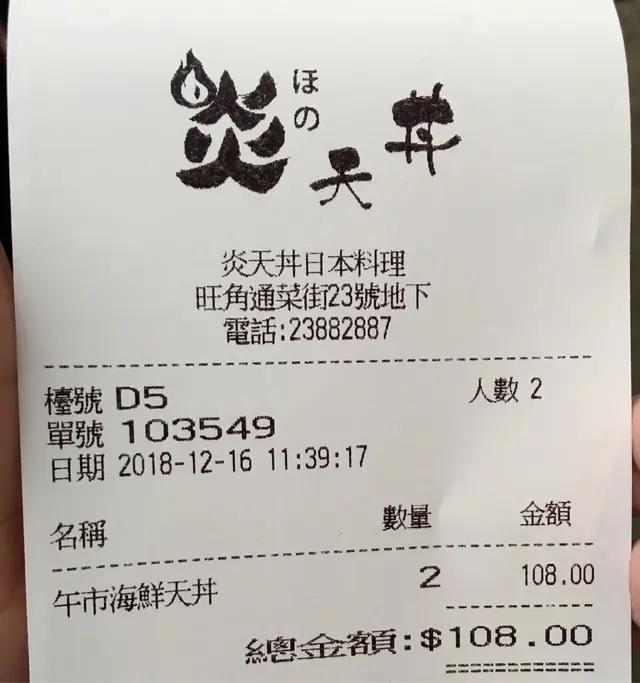 炎 ほの 天 丼
炎天丼日本料理
旺角通菜街23號地下
電話:23882887
檯號 D5 人數 2
單號 103549
日期 2018-12-16 11:39:17
名稱 數量 金額
午市海鮮天丼 2 108.00
總金額:$108.00